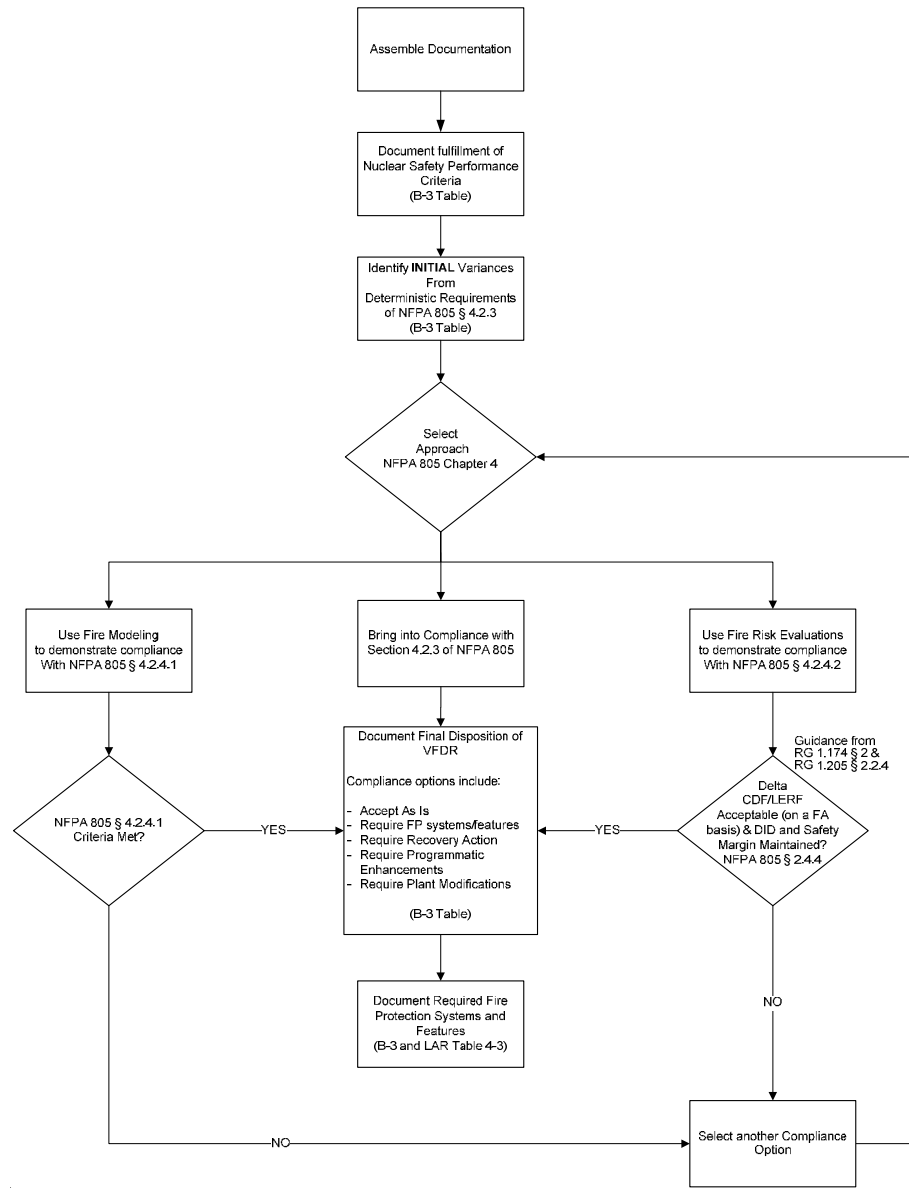 Assemble Documentation
Document fulfillment of
Nuclear Safety Performance
Criteria
(B-3 Table)
Identify INITIAL Variances
From
Deterministic Requirements
of NFPA 805 § 4.2.3
(B-3 Table)
Select
Approach
NFPA 805 Chapter 4
Use Fire Modeling
to demonstrate compliance
With NFPA 805 § 4.2.4.1
Bring into Compliance with
Section 4.2.3 of NFPA 805
Use Fire Risk Evaluations
to demonstrate compliance
With NFPA 805 § 4.2.4.2
NFPA 805 § 4.2.4.1
Criteria Met?
YES
Document Final Disposition of
VFDR
Compliance options include:
- Accept As Is
- Require FP systems/features
- Require Recovery Action
- Require Programmatic
Enhancements
- Require Plant Modifications
(B-3 Table)
YES
Guidance from
RG 1.174 § 2 &
RG 1.205 § 2.2.4
Delta
CDF/LERF
Acceptable (on a FA
basis) & DID and Safety
Margin Maintained?
NFPA 805 § 2.4.4
Document Required Fire
Protection Systems and
Features
(B-3 and LAR Table 4-3)
NO
NO
Select another Compliance
Option